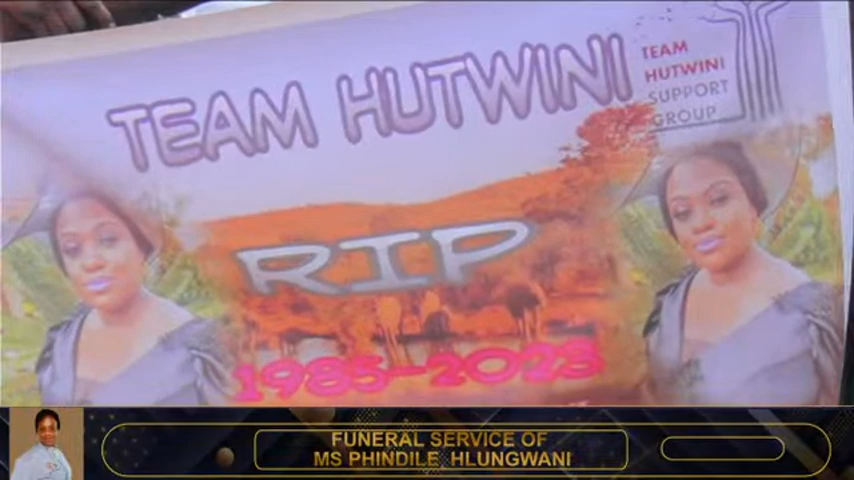 TEAM HUTWINI
TEAM
HUTWINI
SUPPORT
GROUP
RIP
1985-2023
FUNERAL SERVICE OF
MS PHINDILE HLUNGWANI